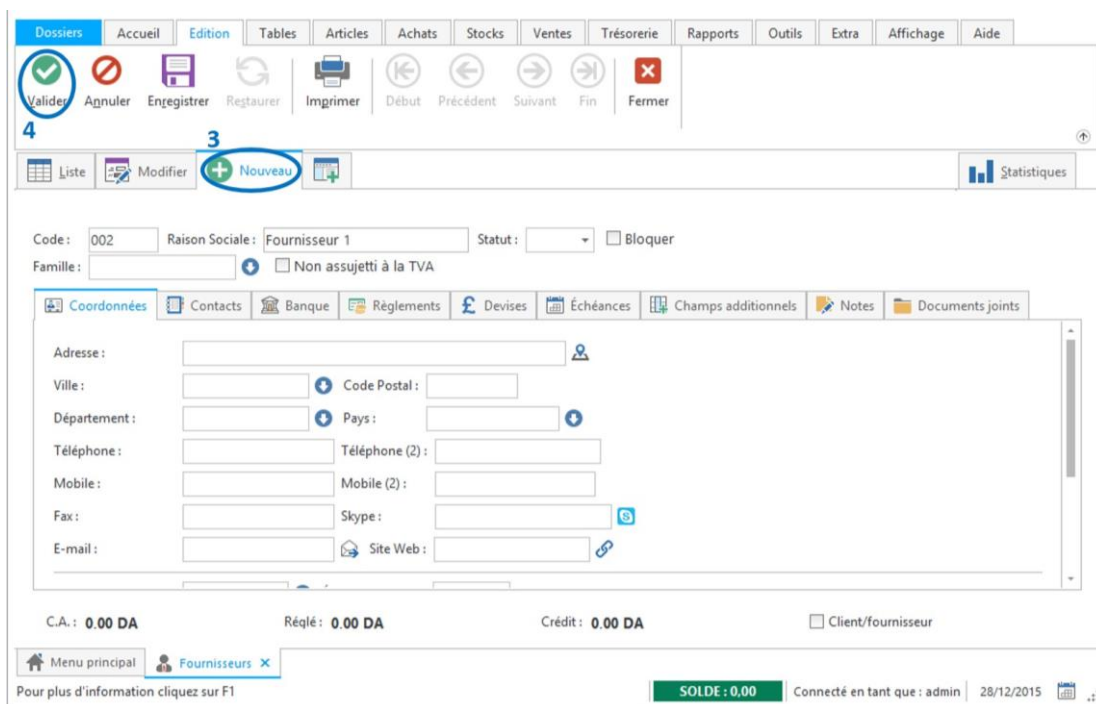 Dossiers Accueil Edition Tables Articles Achats Stocks Ventes Trésorerie Rapports Outils Extra Affichage Aide
Valider Annuler Enregistrer Restaurer Imprimer Début Précédent Suivant Fin Fermer
4
3
Liste Modifier Nouveau Statistiques
Code : 002 Raison Sociale : Fournisseur 1 Statut : Bloquer
Famille : Non assujetti à la TVA
Coordonnées Contacts Banque Règlements Devises Échéances Champs additionnels Notes Documents joints
Adresse :
Ville : Code Postal :
Département : Pays :
Téléphone : Téléphone (2) :
Mobile : Mobile (2) :
Fax : Skype :
E-mail : Site Web :
C.A. : 0.00 DA Réglé : 0.00 DA Crédit : 0.00 DA Client/fournisseur
Menu principal Fournisseurs X
Pour plus d'information cliquez sur F1 SOLDE : 0,00 Connecté en tant que : admin 28/12/2015